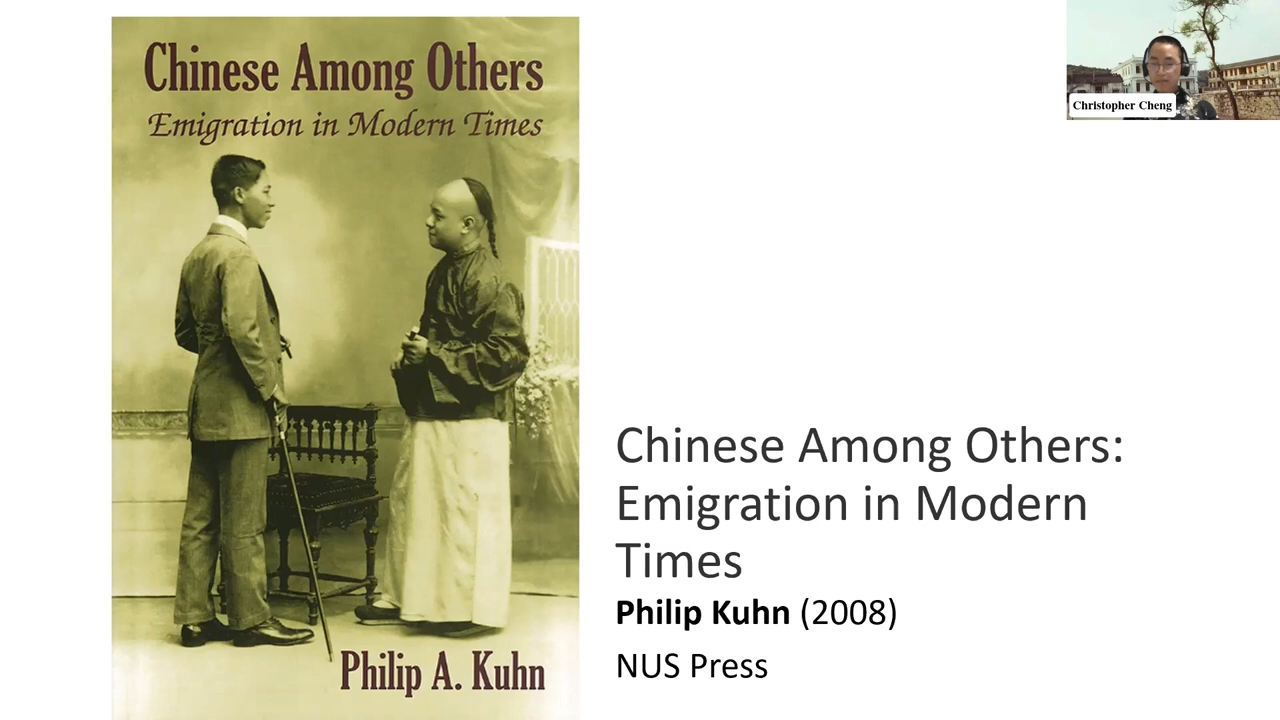 Chinese Among Others
Emigration in Modern Times
Philip A. Kuhn
Christopher Cheng
Chinese Among Others:
Emigration in Modern
Times
Philip Kuhn (2008)
NUS Press